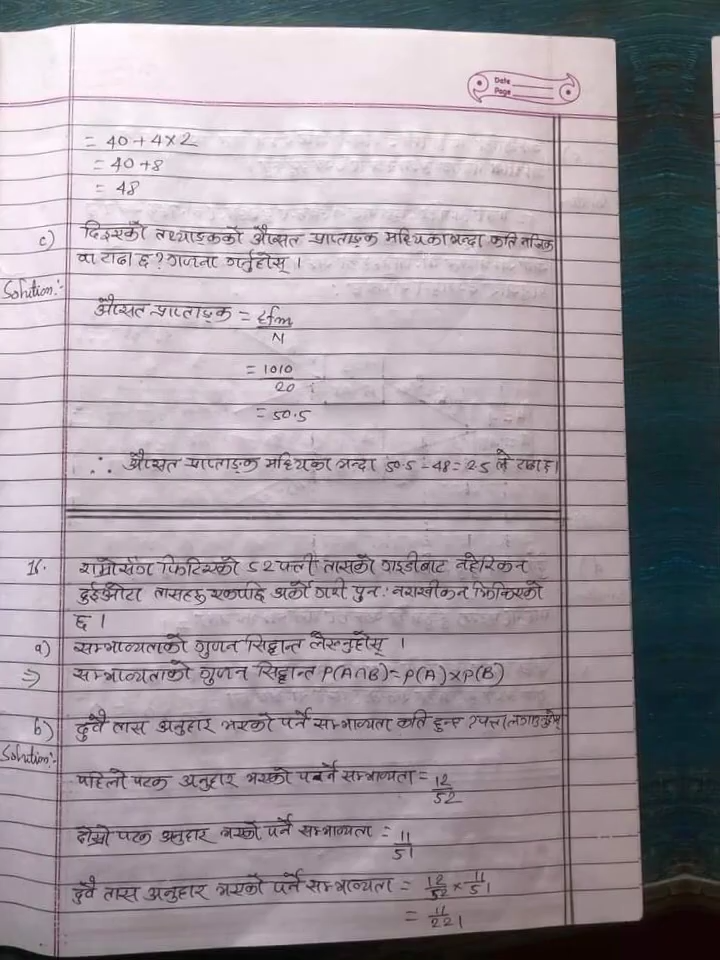 Date
Page
= 40 + 4 × 2
= 40 + 8
= 48
c) दिइएको तथ्याङ्कको औसत प्राप्ताङ्क मध्यिका भन्दा कति नजिक
वा टाढा छ? गणना गर्नुहोस् ।
Solution:-
औसत प्राप्ताङ्क = Σfm/N
= 1010/20
= 50.5
∴ औसत प्राप्ताङ्क मध्यिका भन्दा 50.5 - 48 = 2.5 ले टाढा छ।
16. राम्रोसँग फिटिएको 52 पत्ती तासको गड्डीबाट नहेरिकन
दुईओटा तासहरू एकपछि अर्को गरी पुन: नराखीकन झिकिएको
छ ।
a) सम्भाव्यताको गुणन सिद्धान्त लेख्नुहोस् ।
⇒ सम्भाव्यताको गुणन सिद्धान्त P(A∩B) = P(A) × P(B)
b) दुवै तास अनुहार भएको पर्ने सम्भाव्यता कति हुन्छ ? पत्ता लगाउनुहोस्
Solution:-
पहिलो पटक अनुहार भएको पर्ने सम्भाव्यता = 12/52
दोस्रो पटक अनुहार भएको पर्ने सम्भाव्यता = 11/51
दुवै तास अनुहार भएको पर्ने सम्भाव्यता = 12/52 × 11/51
= 11/221